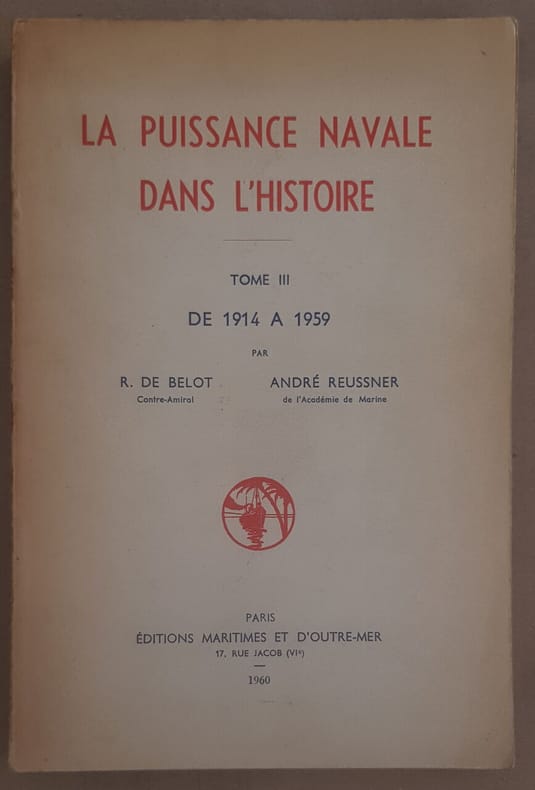 LA PUISSANCE NAVALE
DANS L'HISTOIRE
TOME III
DE 1914 A 1959
PAR
R. DE BELOT ANDRÉ REUSSNER
Contre-Amiral de l'Académie de Marine
PARIS
ÉDITIONS MARITIMES ET D'OUTRE-MER
17, RUE JACOB (VIᵉ)
1960